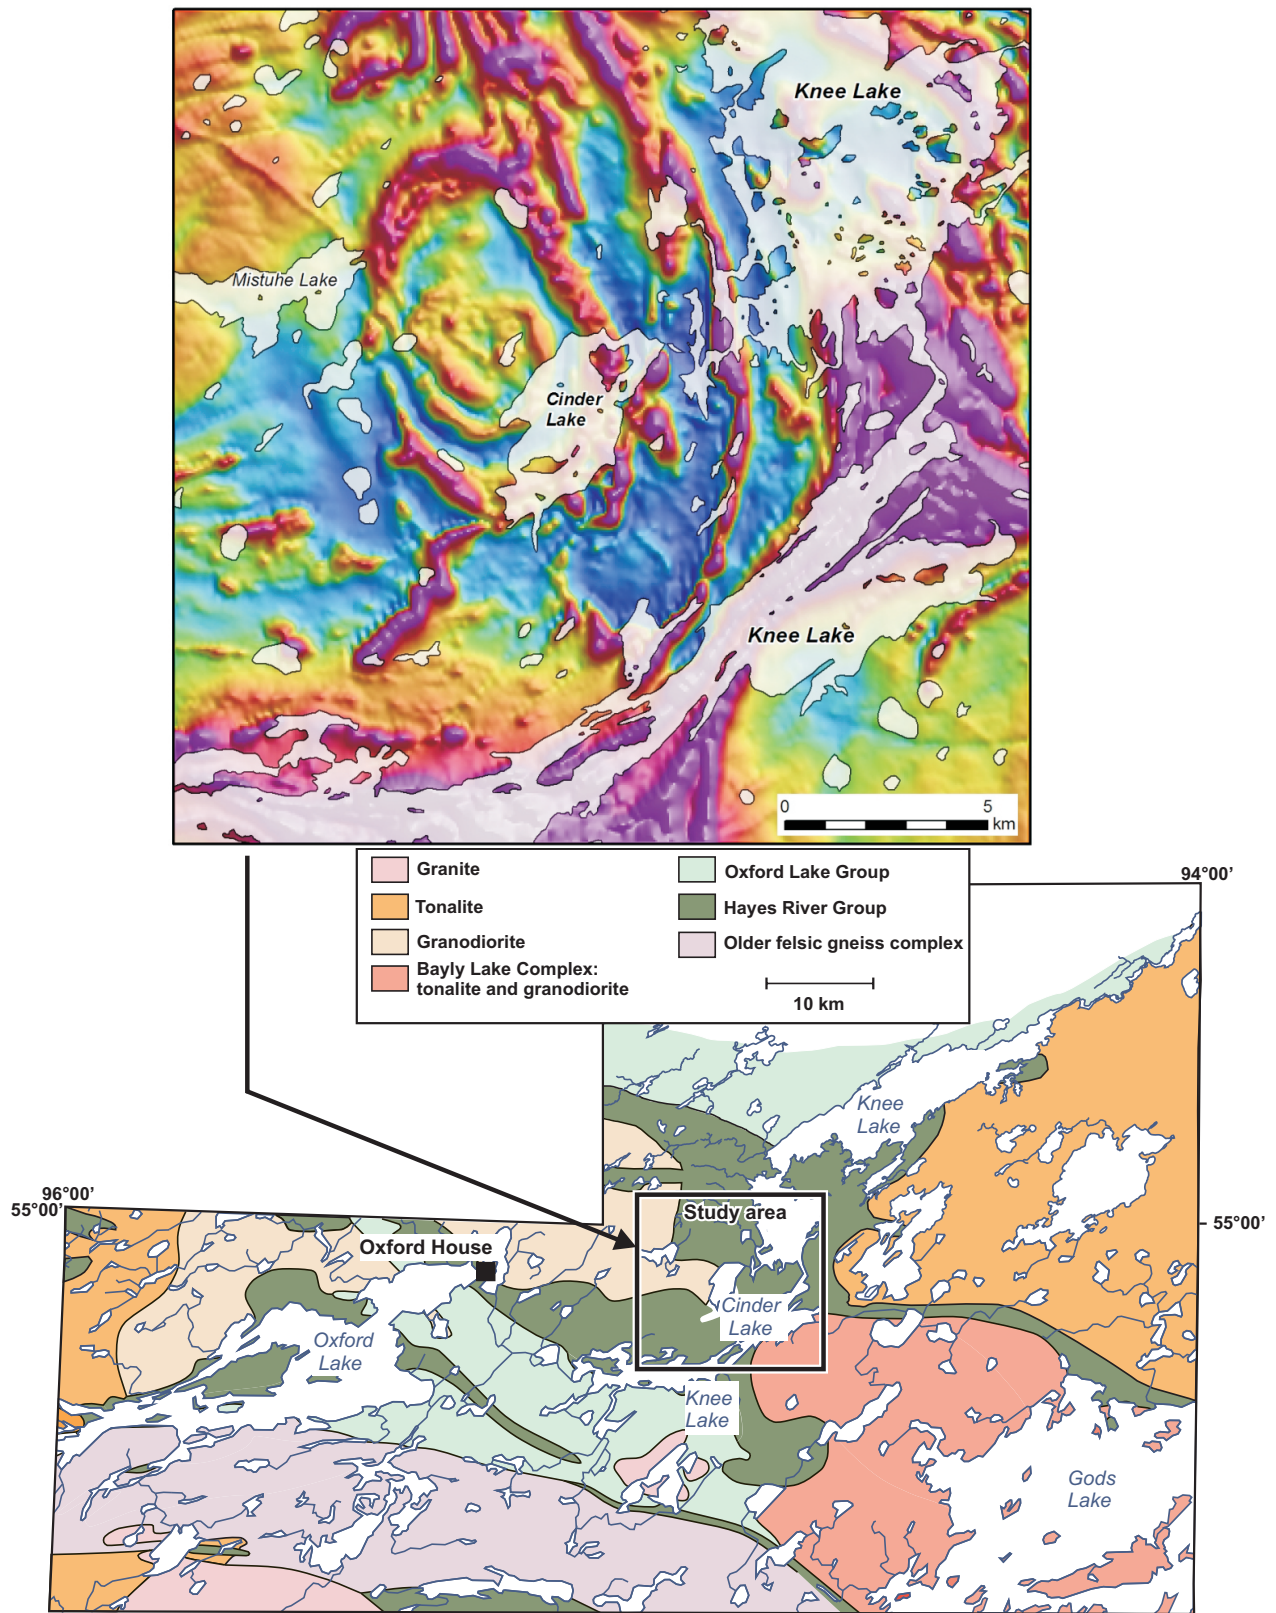 Knee Lake
Mistuhe Lake
Cinder
Lake
Knee Lake
0 5
km
Granite
Tonalite
Granodiorite
Bayly Lake Complex:
tonalite and granodiorite
Oxford Lake Group
Hayes River Group
Older felsic gneiss complex
10 km
94°00’
Knee
Lake
96°00’
55°00’
55°00’
Study area
Oxford House
Cinder
Lake
Oxford
Lake
Knee
Lake
Gods
Lake